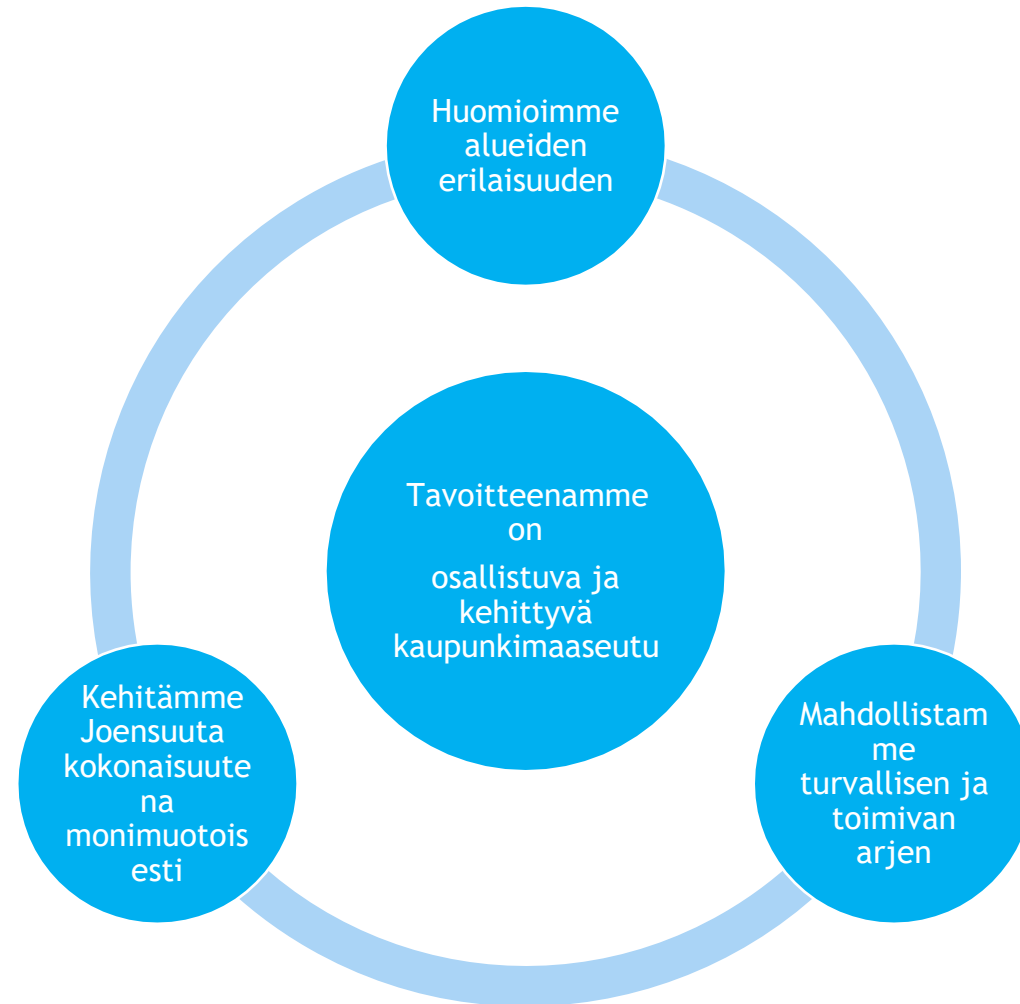 Huomioimme
alueiden
erilaisuuden
Tavoitteenamme
on
osallistuva ja
kehittyvä
kaupunkimaaseutu
Kehitämme
Joensuuta
kokonaisuute
na
monimuotois
esti
Mahdollistam
me
turvallisen ja
toimivan
arjen